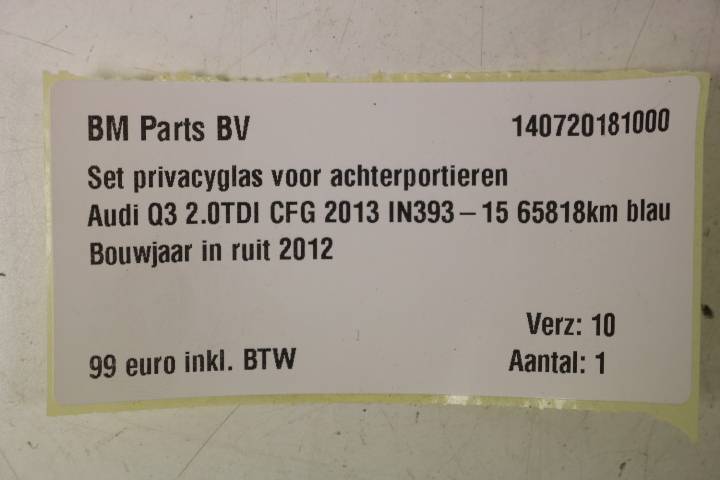 BM Parts BV 140720181000
Set privacyglas voor achterportieren
Audi Q3 2.0TDI CFG 2013 IN393 – 15 65818km blau
Bouwjaar in ruit 2012
Verz: 10
99 euro inkl. BTW Aantal: 1